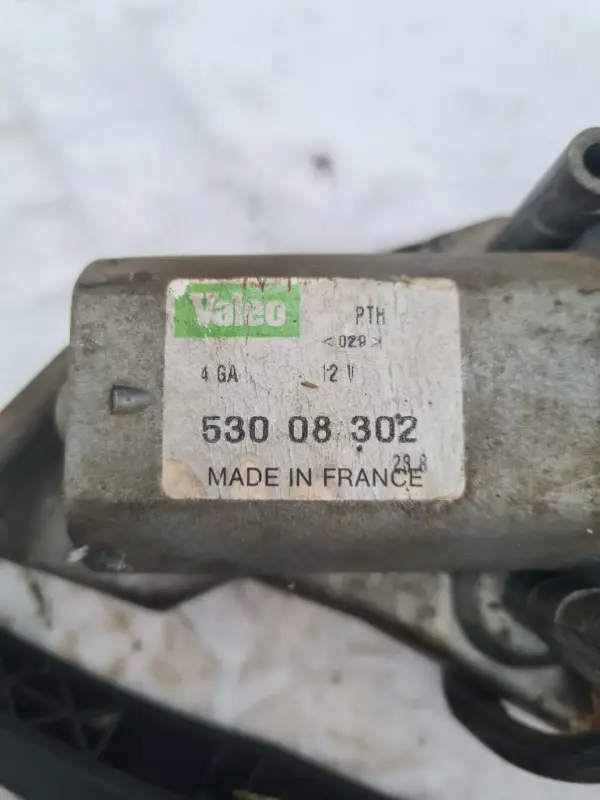 Valeo
PTH
<029>
4 GA 12 V
530 08 302
28 8
MADE IN FRANCE